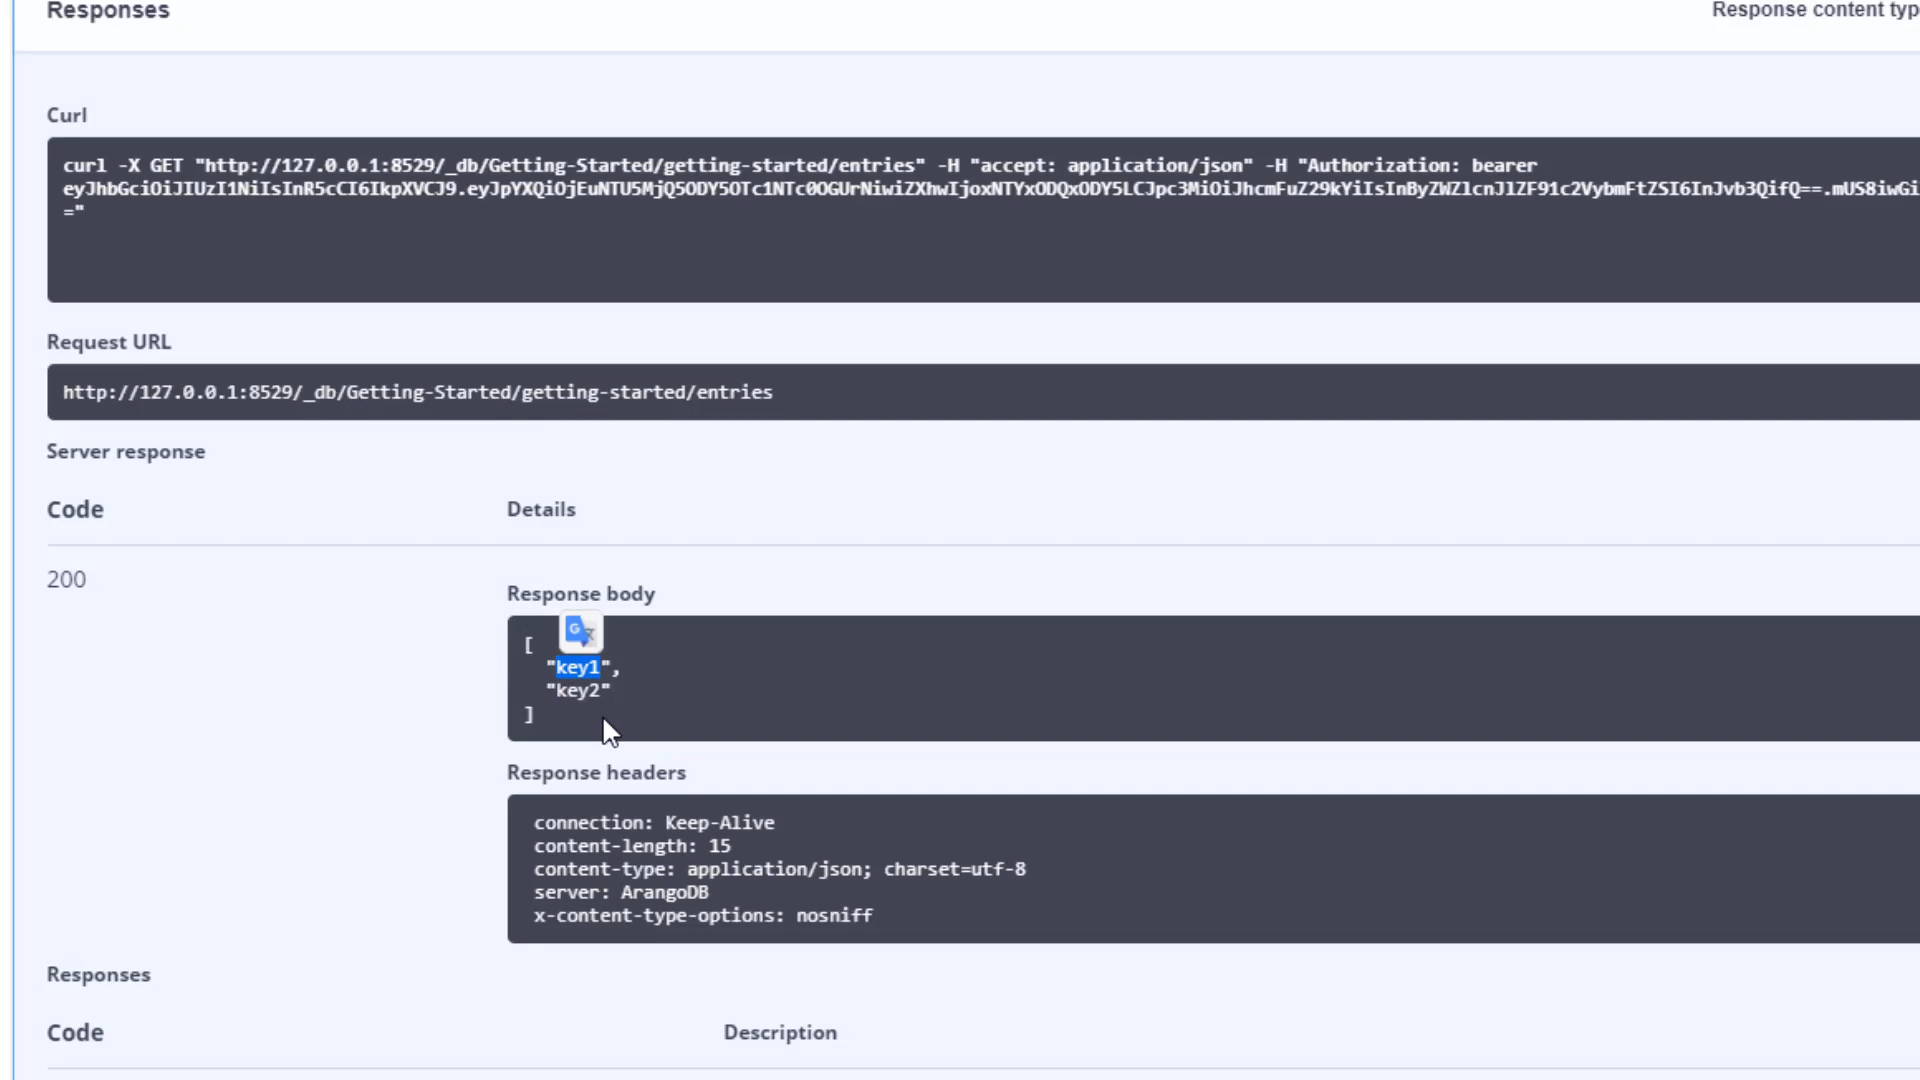 Responses
Response content typ
Curl
curl -X GET "http://127.0.0.1:8529/_db/Getting-Started/getting-started/entries" -H "accept: application/json" -H "Authorization: bearer
="
Request URL
http://127.0.0.1:8529/_db/Getting-Started/getting-started/entries
Server response
Code
Details
200
Response body
[
"key1",
"key2"
]
Response headers
connection: Keep-Alive
content-length: 15
content-type: application/json; charset=utf-8
server: ArangoDB
x-content-type-options: nosniff
Responses
Code
Description